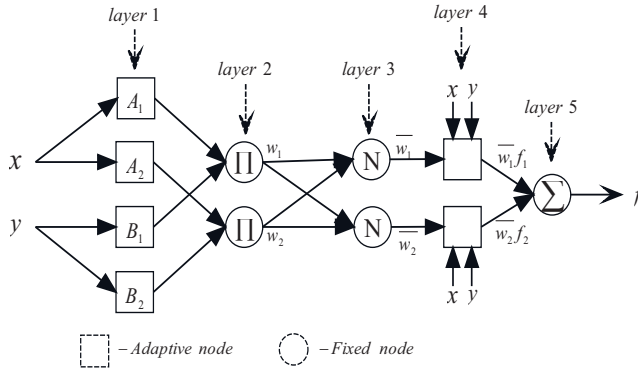 layer 1
layer 2
layer 3
layer 4
layer 5
x
y
A₁
A₂
B₁
B₂
∏
∏
w₁
w₂
N
N
w̅₁
w̅₂
x y
x y
w̅₁f₁
w̅₂f₂
∑
– Adaptive node
– Fixed node